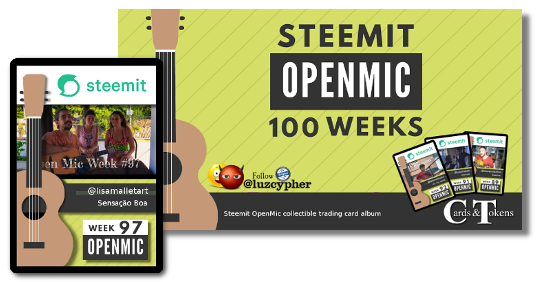 steemit
en Mic Week #97
@lisamalletart
Sensação Boa
WEEK 97
OPENMIC
STEEMIT
OPENMIC
100 WEEKS
Follow
@luzcypher
Steemit OpenMic collectible trading card album
Cards & Tokens